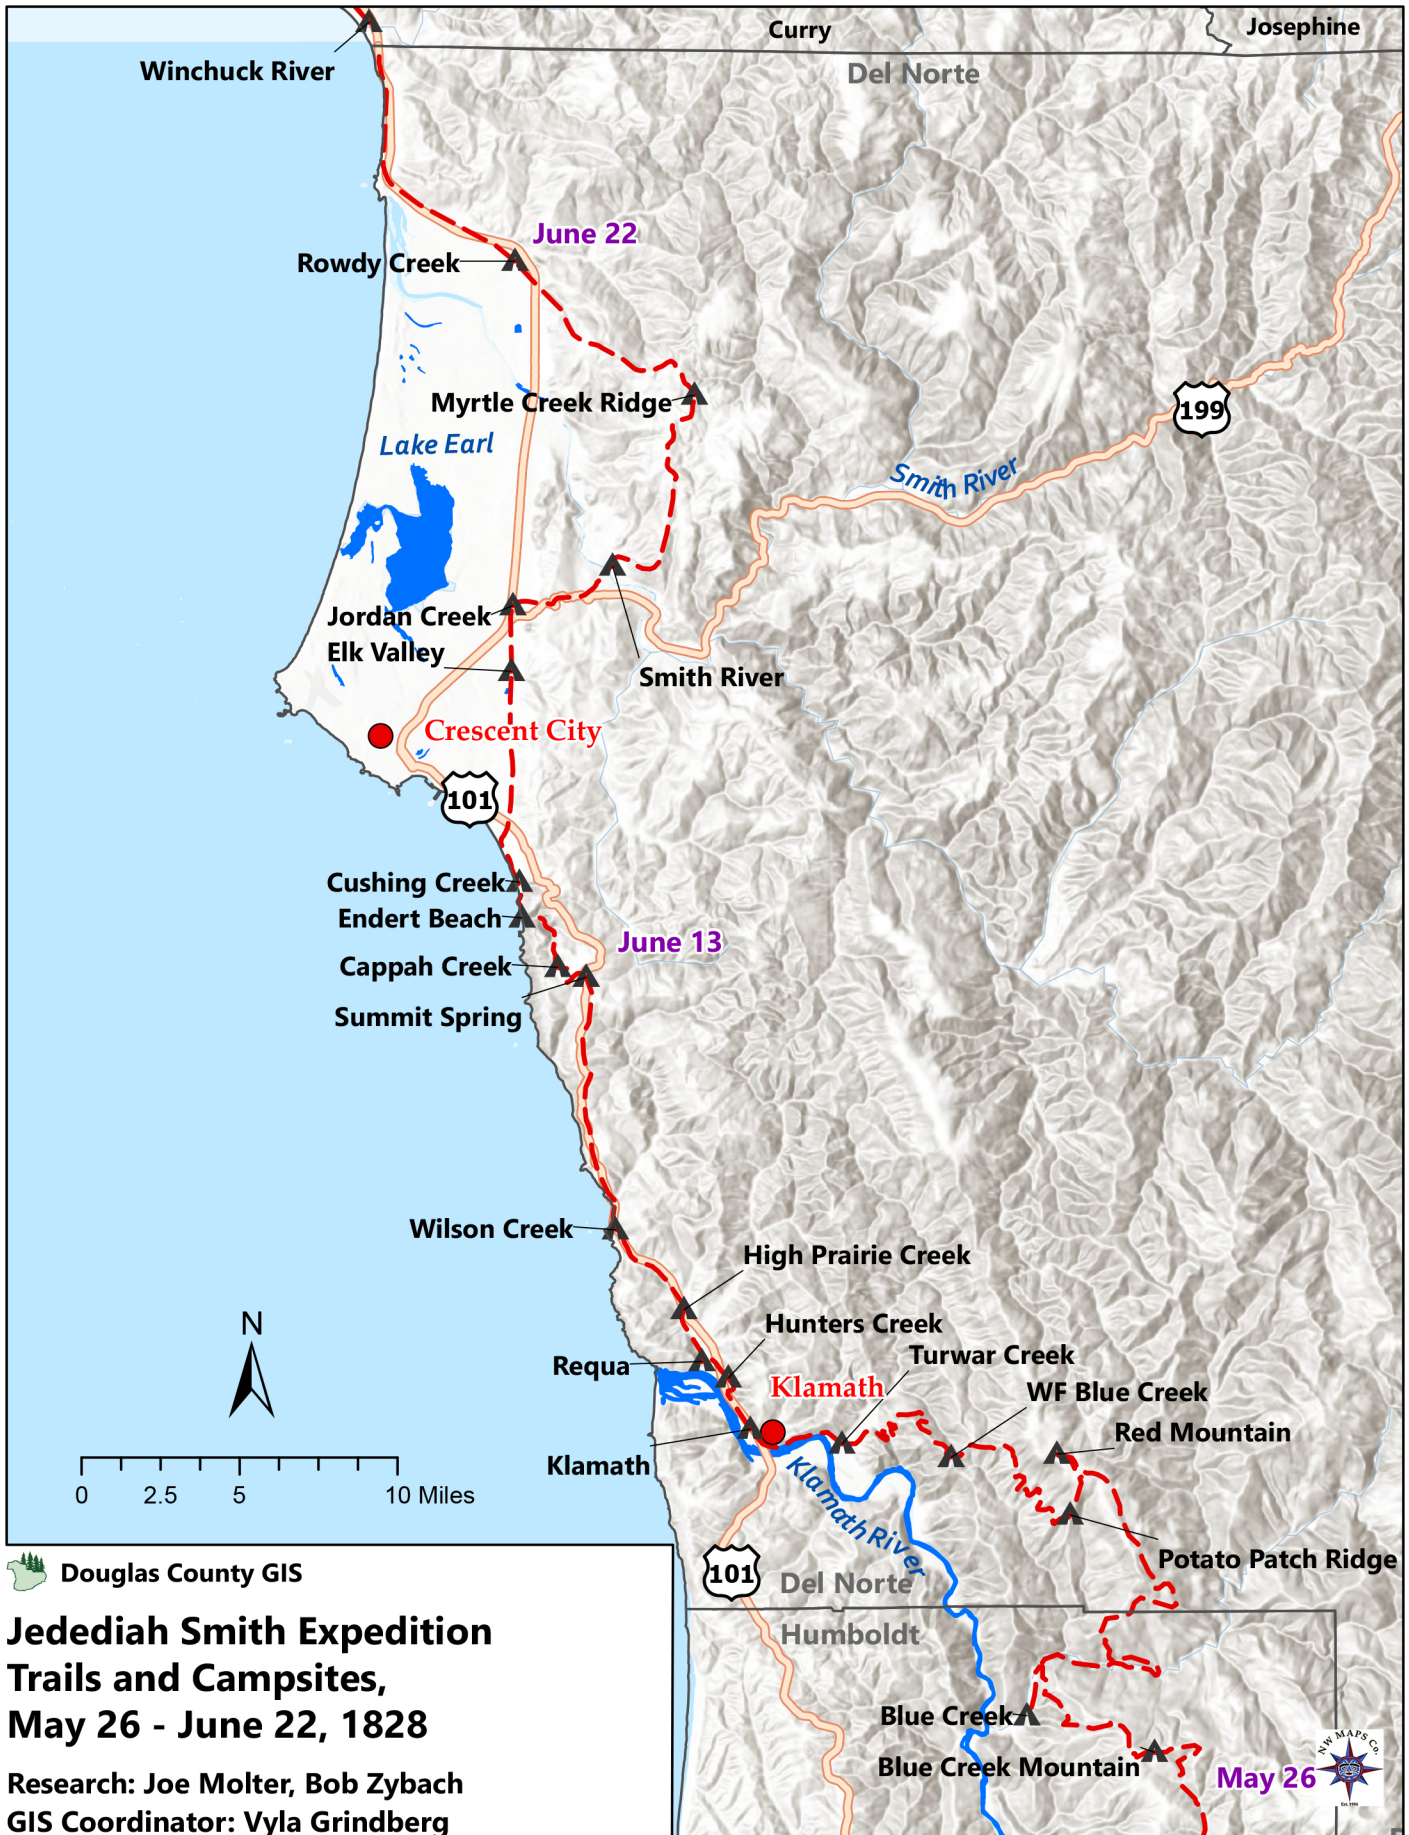 Curry
Josephine
Winchuck River
Del Norte
June 22
Rowdy Creek
Myrtle Creek Ridge
199
Lake Earl
Smith River
Jordan Creek
Elk Valley
Smith River
Crescent City
101
Cushing Creek
Endert Beach
June 13
Cappah Creek
Summit Spring
Wilson Creek
High Prairie Creek
N
Hunters Creek
Turwar Creek
Requa
Klamath
WF Blue Creek
Red Mountain
Klamath
Klamath River
0 2.5 5 10 Miles
Potato Patch Ridge
101
Del Norte
Humboldt
Douglas County GIS
Jedediah Smith Expedition
Trails and Campsites,
May 26 - June 22, 1828
Blue Creek
Blue Creek Mountain
May 26
NW MAPS Co.
Est. 1996
Research: Joe Molter, Bob Zybach
GIS Coordinator: Vyla Grindberg